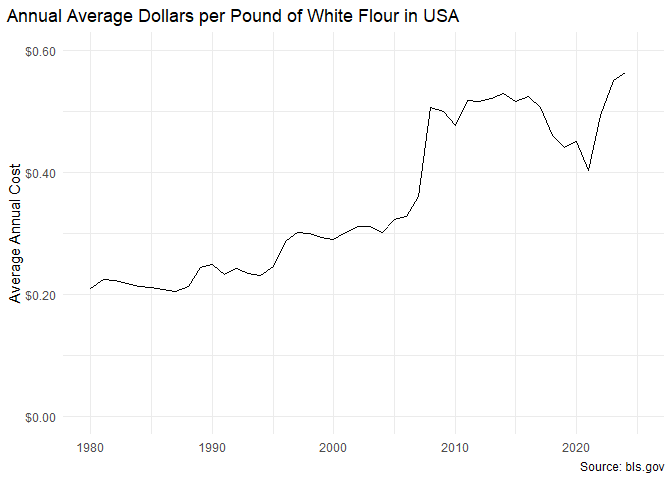 Annual Average Dollars per Pound of White Flour in USA
Average Annual Cost
$0.60
$0.40
$0.20
$0.00
1980 1990 2000 2010 2020
Source: bls.gov